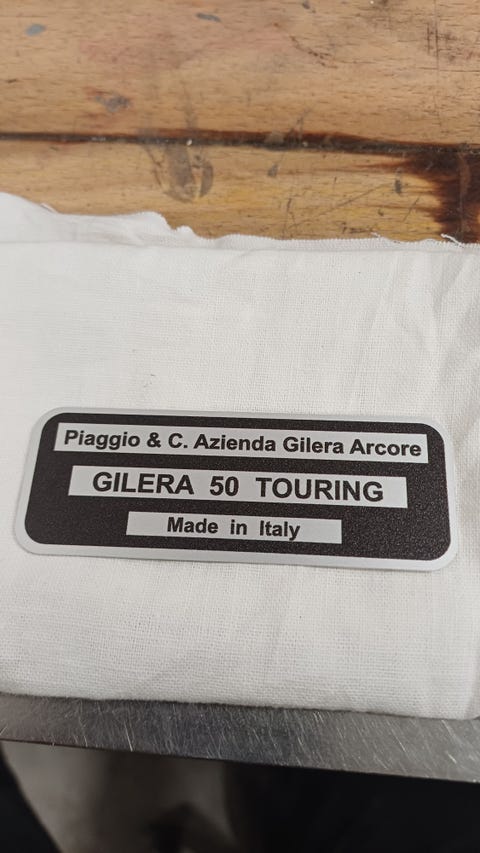 Piaggio & C. Azienda Gilera Arcore
GILERA 50 TOURING
Made in Italy